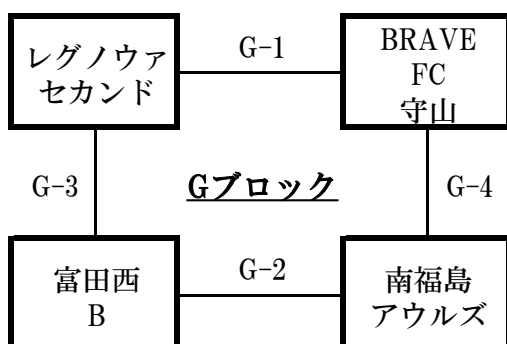 レグノウァ
セカンド
G-1
BRAVE
FC
守山
G-3
Gブロック
G-4
富田西
B
G-2
南福島
アウルズ